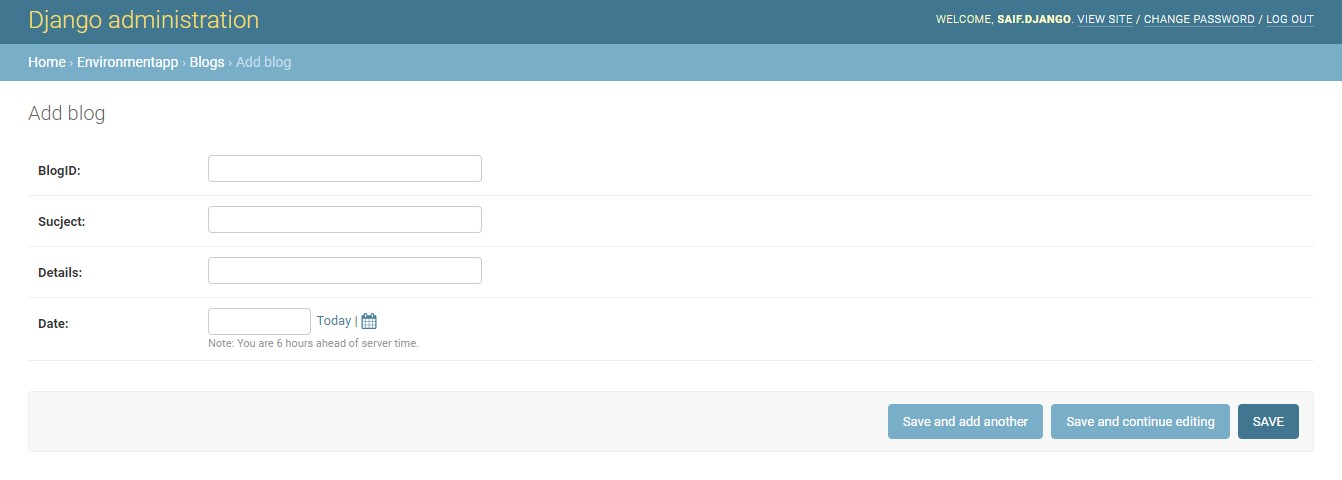 Django administration
WELCOME, SAIF.DJANGO. VIEW SITE / CHANGE PASSWORD / LOG OUT
Home › Environmentapp › Blogs › Add blog
Add blog
BlogID:
Sucject:
Details:
Date:
Today |
Note: You are 6 hours ahead of server time.
Save and add another
Save and continue editing
SAVE